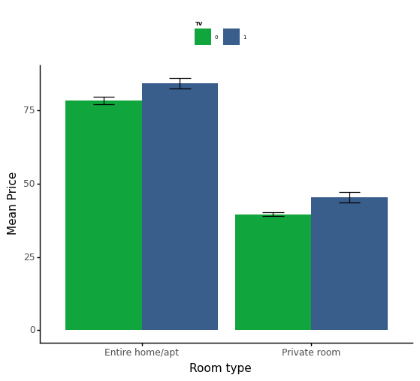 TV
0 1
75
50
25
0
Mean Price
Entire home/apt Private room
Room type